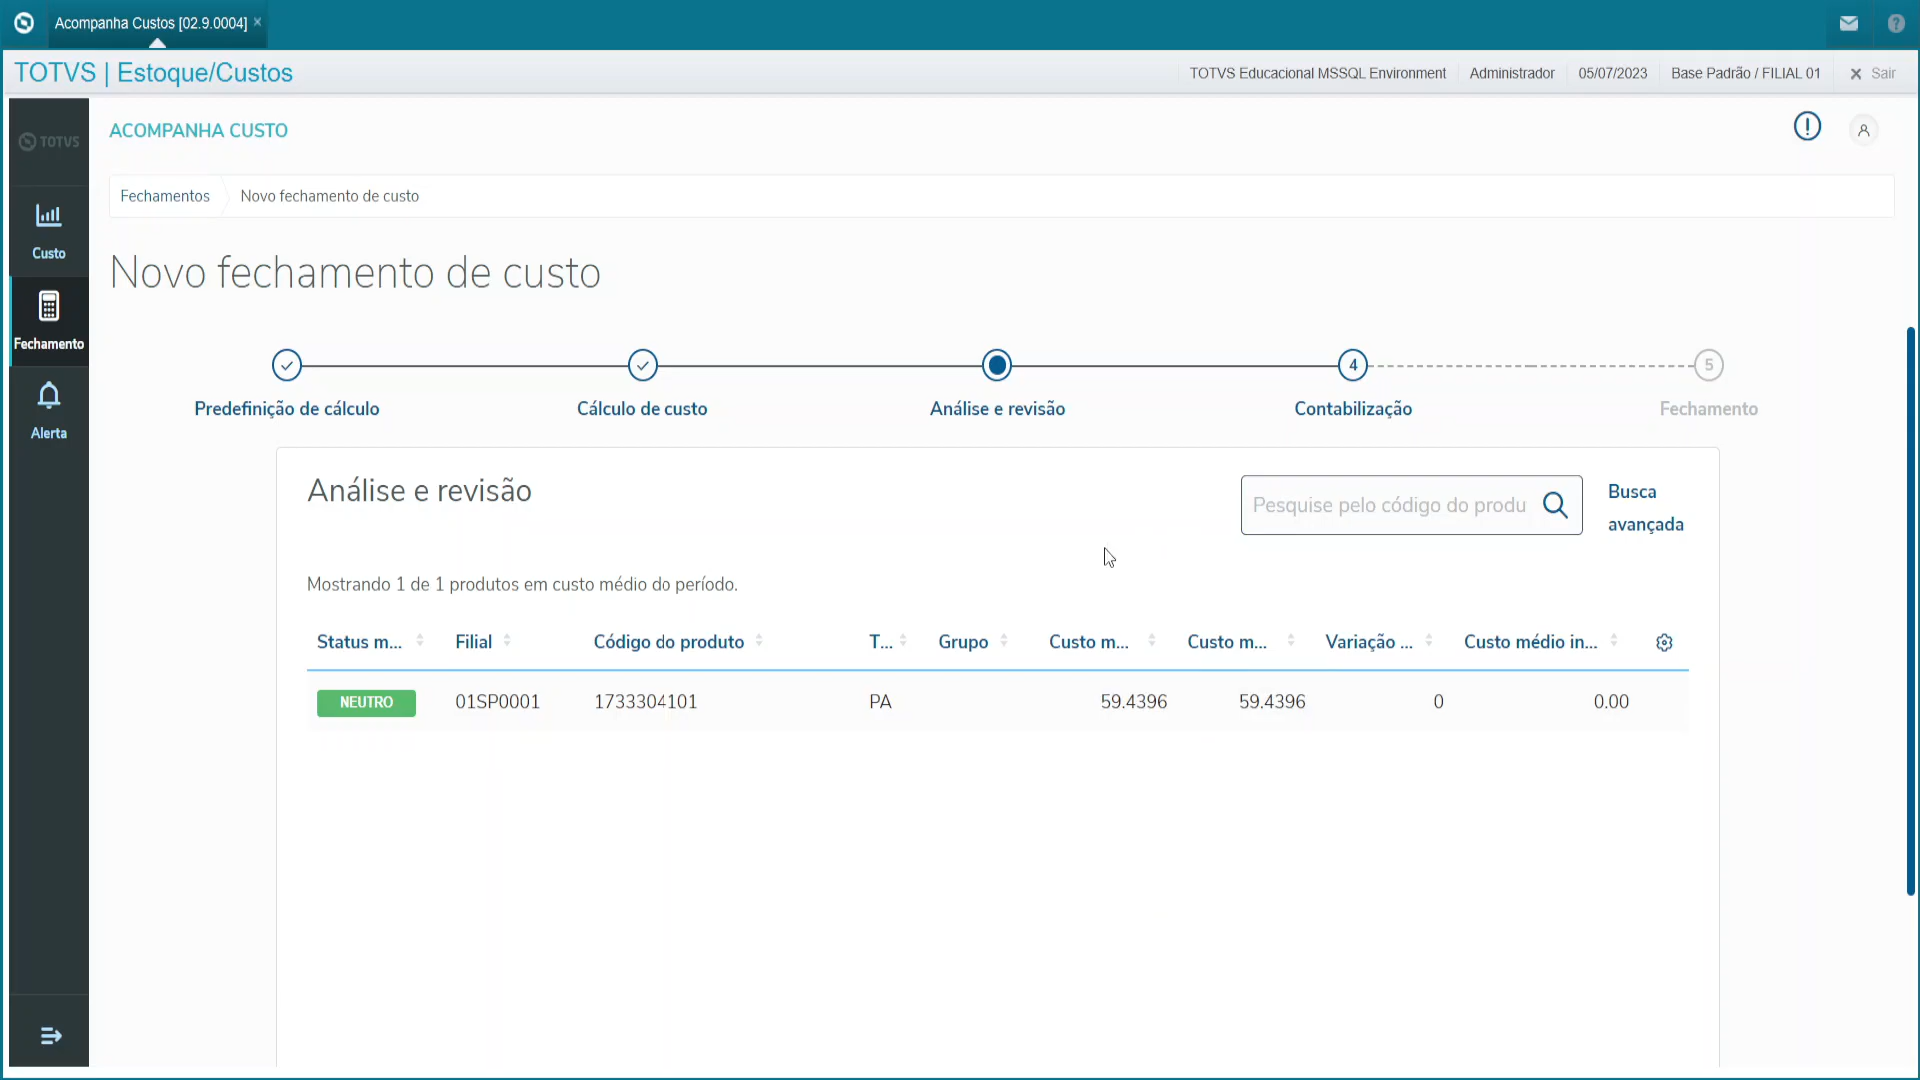 Acompanha Custos [02.9.0004] ×
TOTVS | Estoque/Custos
TOTVS Educacional MSSQL Environment
Administrador
05/07/2023
Base Padrão / FILIAL 01
× Sair
TOTVS
ACOMPANHA CUSTO
Custo
Fechamento
Alerta
Fechamentos
Novo fechamento de custo
Novo fechamento de custo
4
5
Predefinição de cálculo
Cálculo de custo
Análise e revisão
Contabilização
Fechamento
Análise e revisão
Pesquise pelo código do produ
Busca
avançada
Mostrando 1 de 1 produtos em custo médio do período.
Status m... Filial Código do produto T... Grupo Custo m... Custo m... Variação ... Custo médio in...
NEUTRO 01SP0001 1733304101 PA 59.4396 59.4396 0 0.00